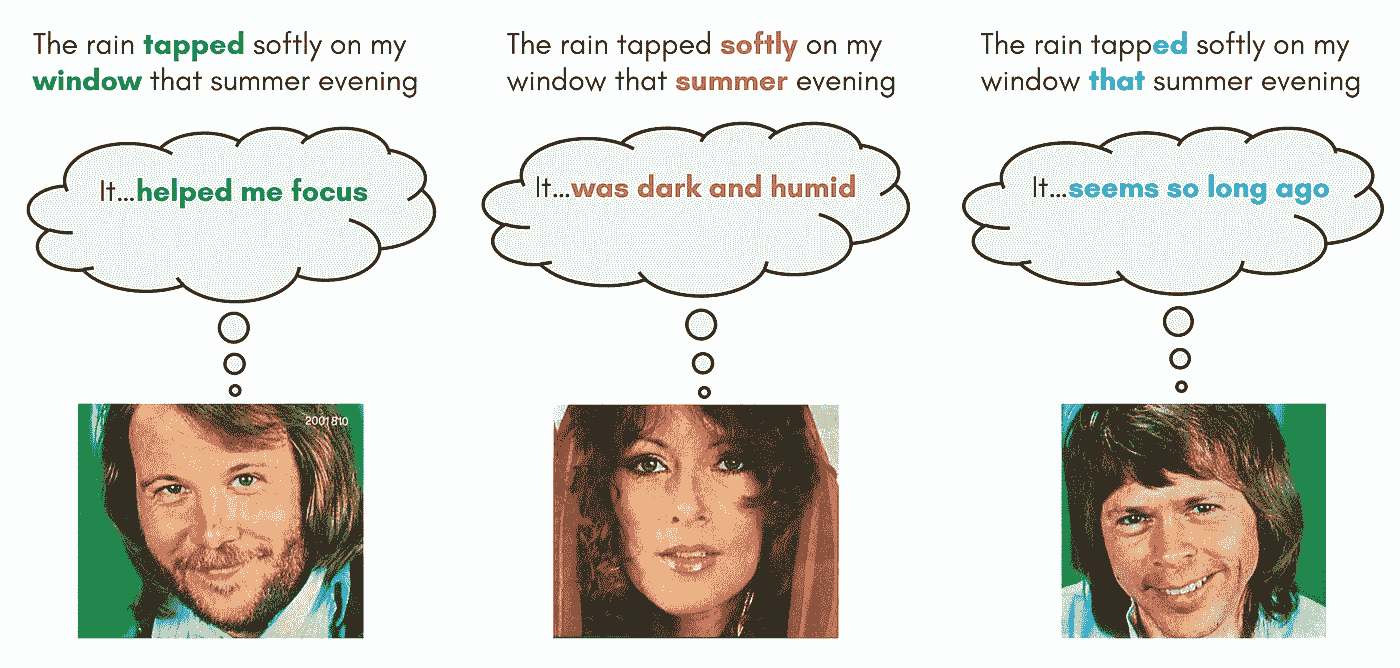 The rain tapped softly on my
window that summer evening
It...helped me focus
2001 810
The rain tapped softly on my
window that summer evening
It...was dark and humid
The rain tapped softly on my
window that summer evening
It...seems so long ago